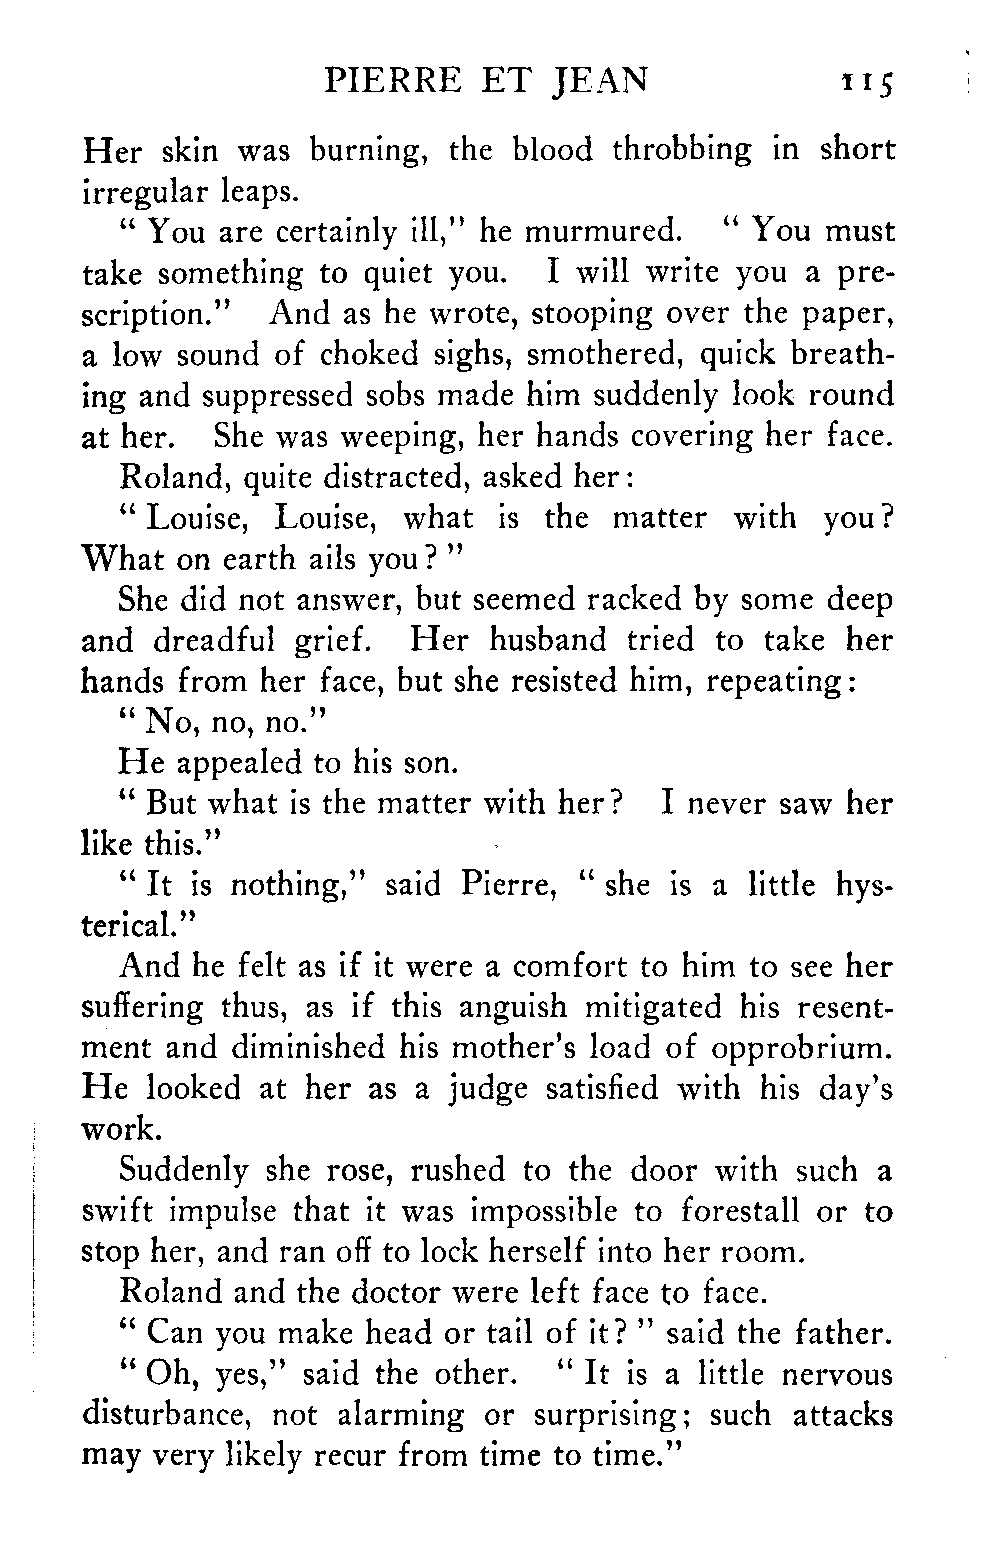 PIERRE ET JEAN 115
Her skin was burning, the blood throbbing in short
irregular leaps.
“ You are certainly ill,” he murmured. “ You must
take something to quiet you. I will write you a pre-
scription.” And as he wrote, stooping over the paper,
a low sound of choked sighs, smothered, quick breath-
ing and suppressed sobs made him suddenly look round
at her. She was weeping, her hands covering her face.
Roland, quite distracted, asked her:
“ Louise, Louise, what is the matter with you?
What on earth ails you? ”
She did not answer, but seemed racked by some deep
and dreadful grief. Her husband tried to take her
hands from her face, but she resisted him, repeating:
“ No, no, no.”
He appealed to his son.
“ But what is the matter with her? I never saw her
like this.”
“ It is nothing,” said Pierre, “ she is a little hys-
terical.”
And he felt as if it were a comfort to him to see her
suffering thus, as if this anguish mitigated his resent-
ment and diminished his mother’s load of opprobrium.
He looked at her as a judge satisfied with his day’s
work.
Suddenly she rose, rushed to the door with such a
swift impulse that it was impossible to forestall or to
stop her, and ran off to lock herself into her room.
Roland and the doctor were left face to face.
“ Can you make head or tail of it? ” said the father.
“ Oh, yes,” said the other. “ It is a little nervous
disturbance, not alarming or surprising; such attacks
may very likely recur from time to time.”